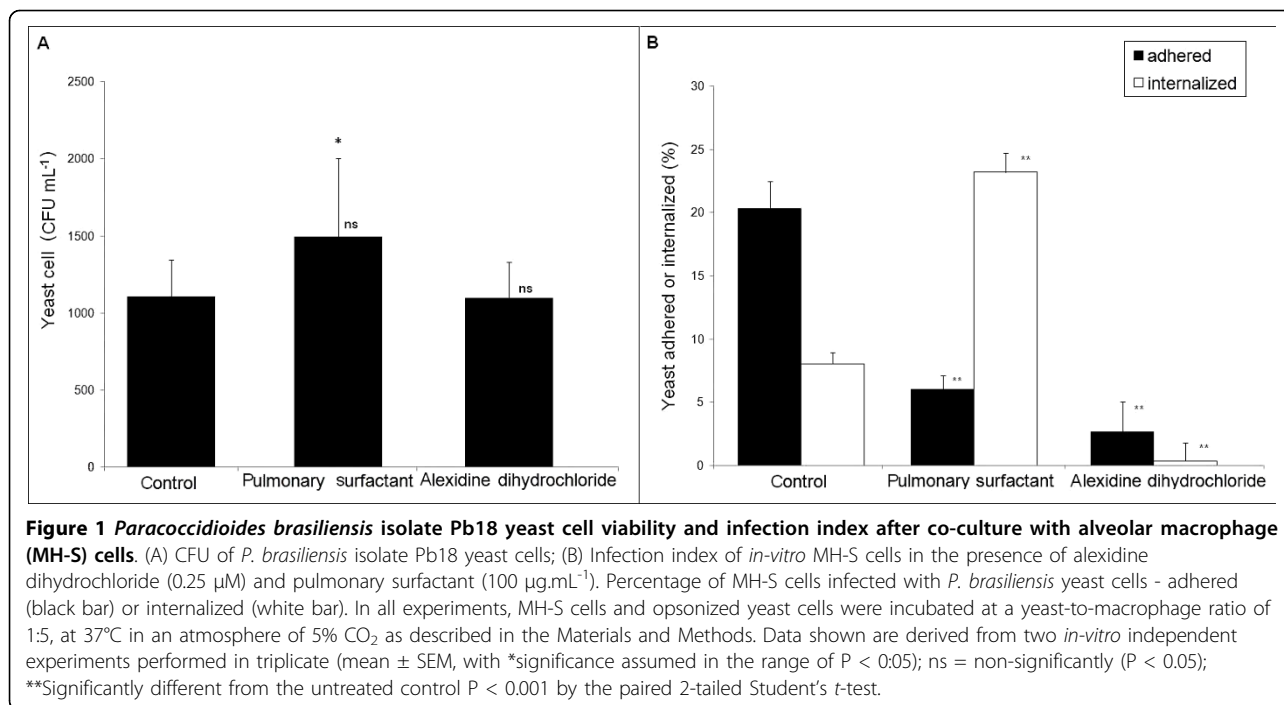 A
Yeast cell (CFU mL⁻¹)
2500
2000
1500
1000
500
0
*
ns
ns
Control
Pulmonary surfactant
Alexidine dihydrochloride
B
adhered
internalized
Yeast adhered or internalized (%)
30
25
20
15
10
5
0
**
**
**
**
Control
Pulmonary surfactant
Alexidine dihydrochloride
Figure 1 Paracoccidioides brasiliensis isolate Pb18 yeast cell viability and infection index after co-culture with alveolar macrophage
(MH-S) cells. (A) CFU of P. brasiliensis isolate Pb18 yeast cells; (B) Infection index of in-vitro MH-S cells in the presence of alexidine
dihydrochloride (0.25 μM) and pulmonary surfactant (100 μg.mL⁻¹). Percentage of MH-S cells infected with P. brasiliensis yeast cells - adhered
(black bar) or internalized (white bar). In all experiments, MH-S cells and opsonized yeast cells were incubated at a yeast-to-macrophage ratio of
1:5, at 37°C in an atmosphere of 5% CO₂ as described in the Materials and Methods. Data shown are derived from two in-vitro independent
experiments performed in triplicate (mean ± SEM, with *significance assumed in the range of P < 0:05); ns = non-significantly (P < 0.05);
**Significantly different from the untreated control P < 0.001 by the paired 2-tailed Student's t-test.